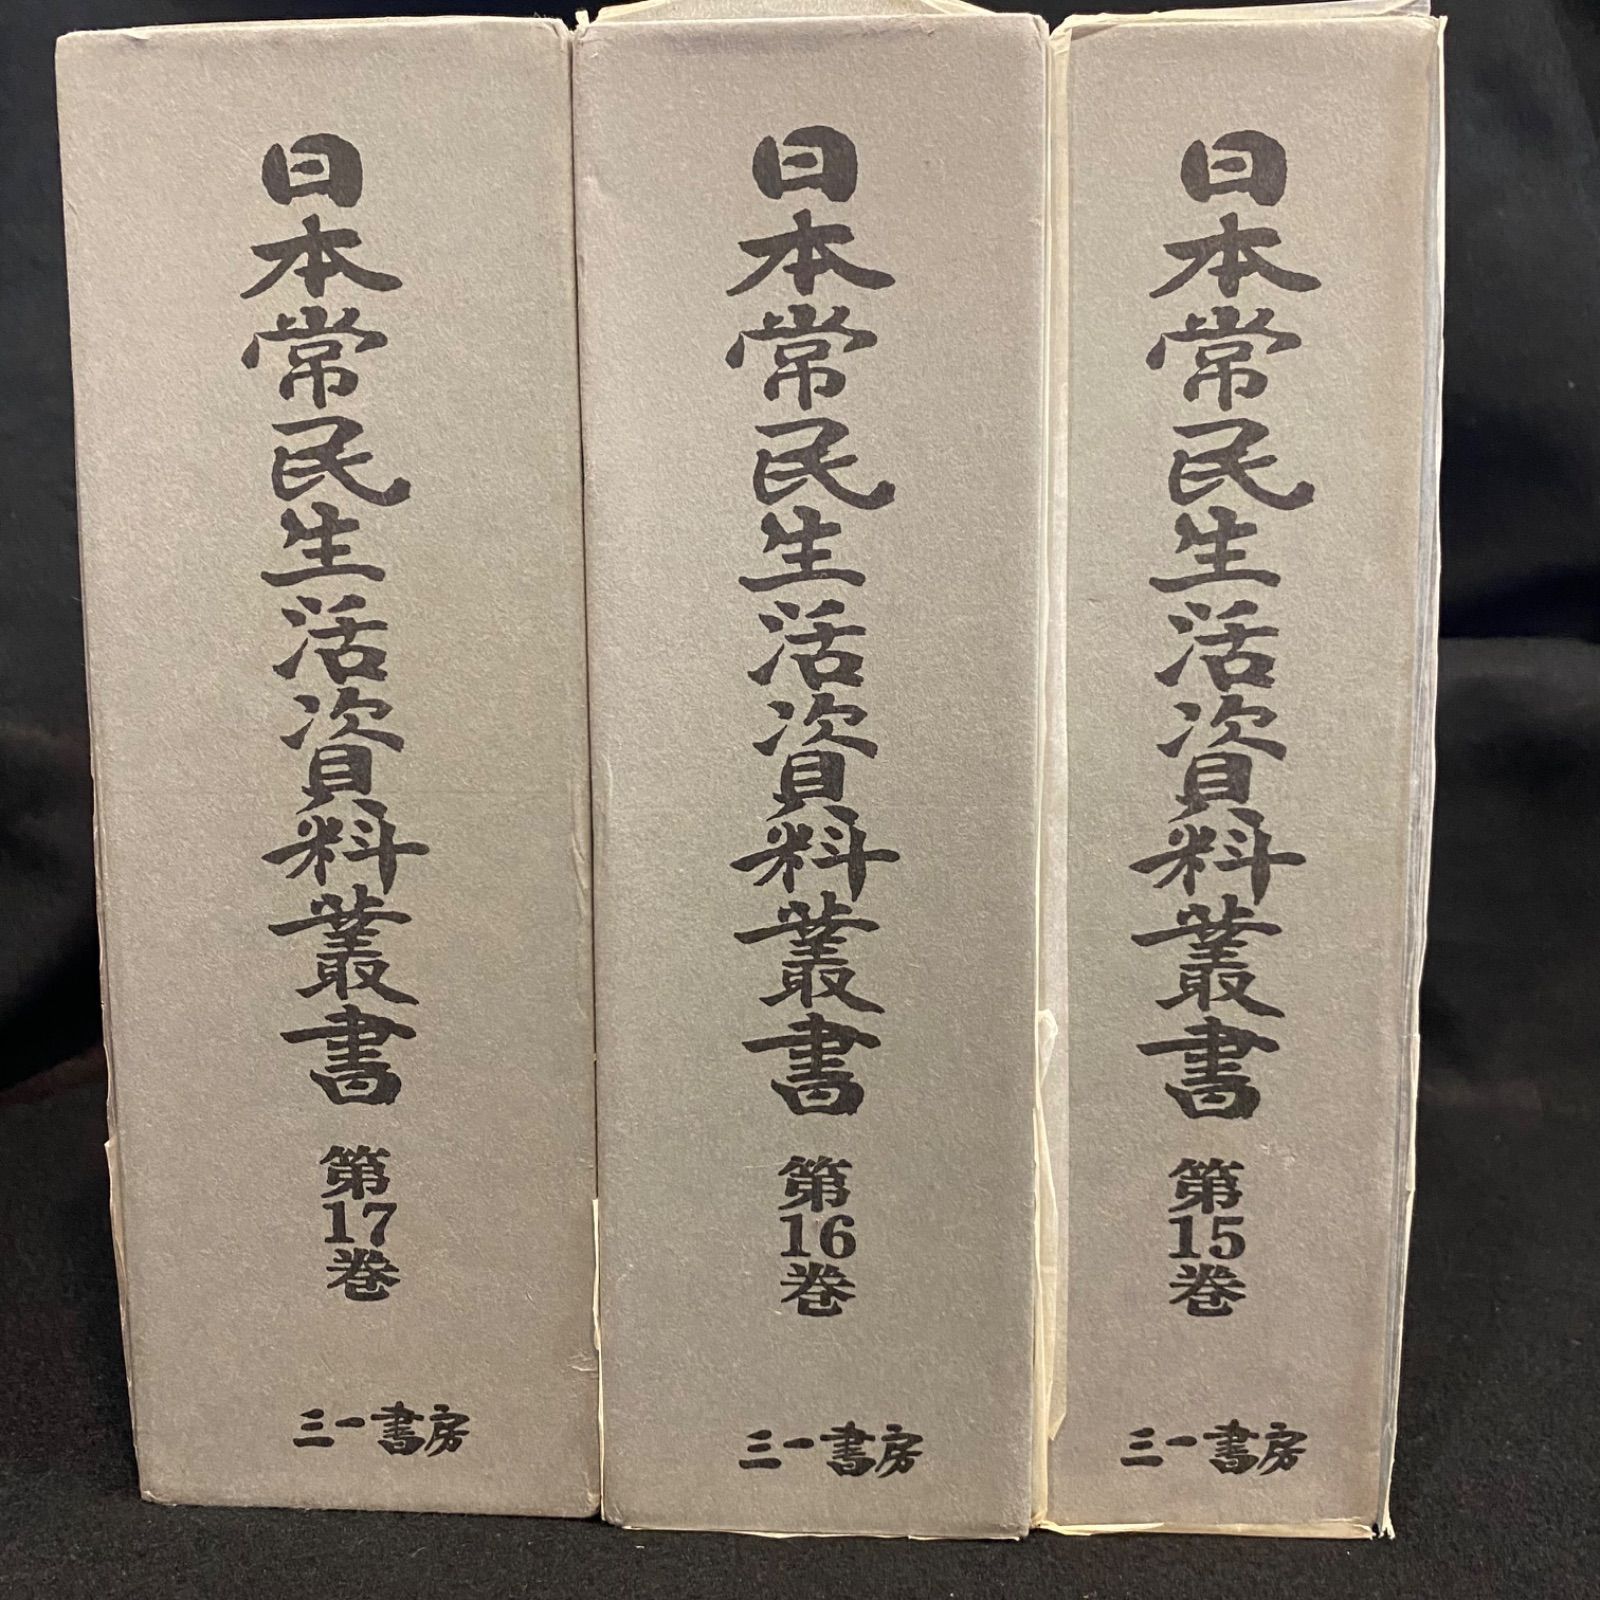 日本常民生活資料叢書 第17巻
三一書房
日本常民生活資料叢書 第16巻
三一書房
日本常民生活資料叢書 第15巻
三一書房